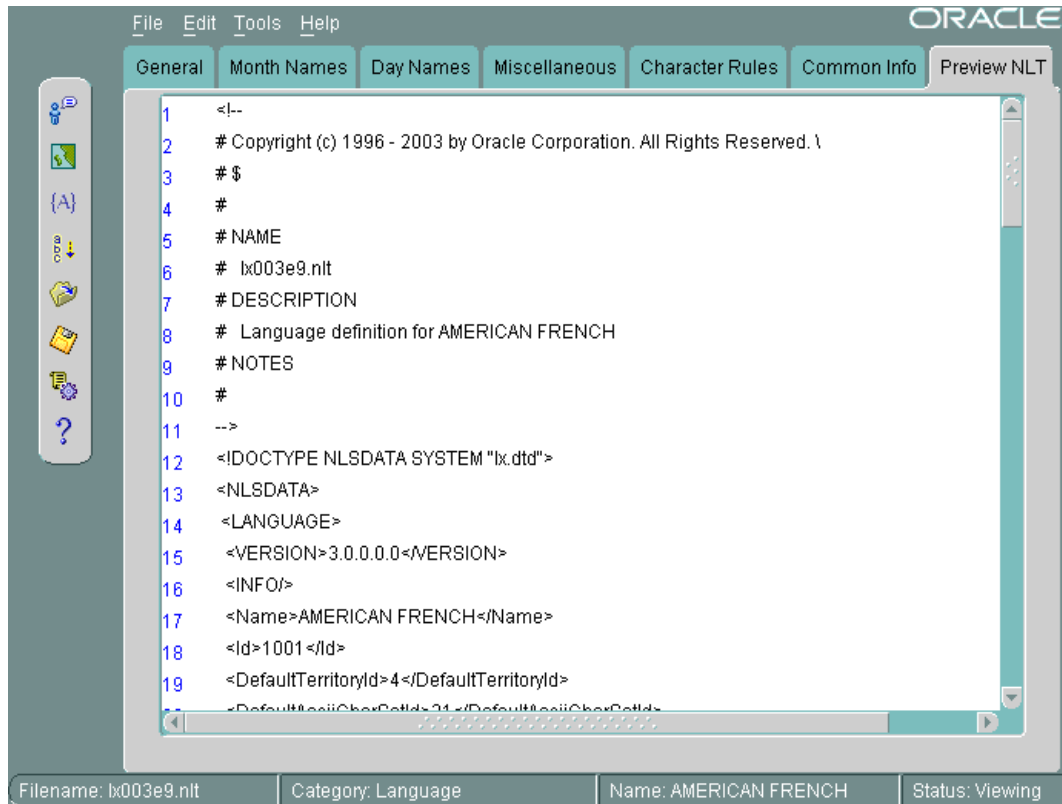 File Edit Tools Help
ORACLE
General Month Names Day Names Miscellaneous Character Rules Common Info Preview NLT
{A}
a
b
c
?
1 <!--
2 # Copyright (c) 1996 - 2003 by Oracle Corporation. All Rights Reserved. \
3 # $
4 #
5 # NAME
6 # lx003e9.nlt
7 # DESCRIPTION
8 # Language definition for AMERICAN FRENCH
9 # NOTES
10 #
11 -->
12 <!DOCTYPE NLSDATA SYSTEM "lx.dtd">
13 <NLSDATA>
14 <LANGUAGE>
15 <VERSION>3.0.0.0.0</VERSION>
16 <INFO/>
17 <Name>AMERICAN FRENCH</Name>
18 <Id>1001</Id>
19 <DefaultTerritoryId>4</DefaultTerritoryId>
<DefaultAsciiCharSetId>31</DefaultAsciiCharSetId>
Filename: lx003e9.nlt Category: Language Name: AMERICAN FRENCH Status: Viewing